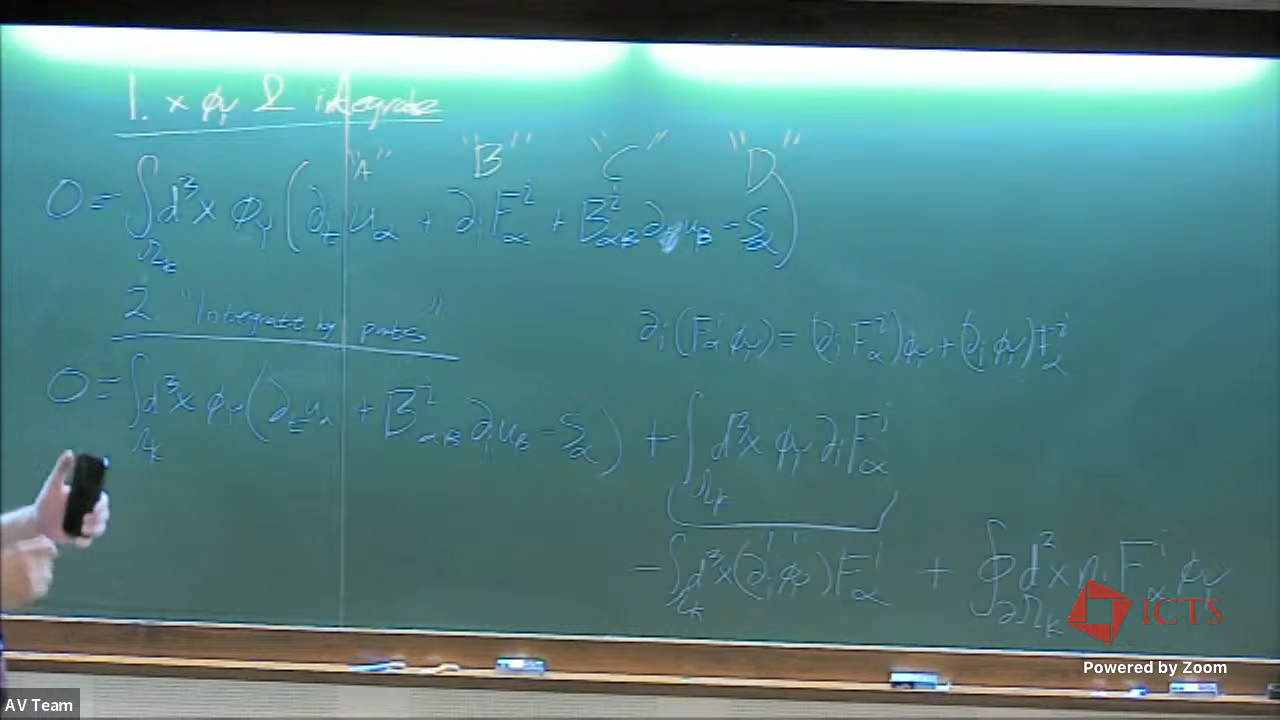 1. × φ_γ & integrate
"A" "B" "C" "D"
0 = ∫_{Ω_k} d³x φ_γ (∂_t u_α + ∂_i F^i_α + B^i_{αβ} ∂_i u_β − S_α)
2. "Integrate by parts"
∂_i (F^i_α φ_γ) = (∂_i F^i_α) φ_γ + (∂_i φ_γ) F^i_α
0 = ∫_{Ω_k} d³x φ_γ (∂_t u_α + B^i_{αβ} ∂_i u_β − S_α) + ∫_{Ω_k} d³x φ_γ ∂_i F^i_α
− ∫_{Ω_k} d³x (∂_i φ_γ) F^i_α + ∮_{∂Ω_k} d²x n_i F^i_α φ_γ
ICTS
Powered by Zoom
AV Team